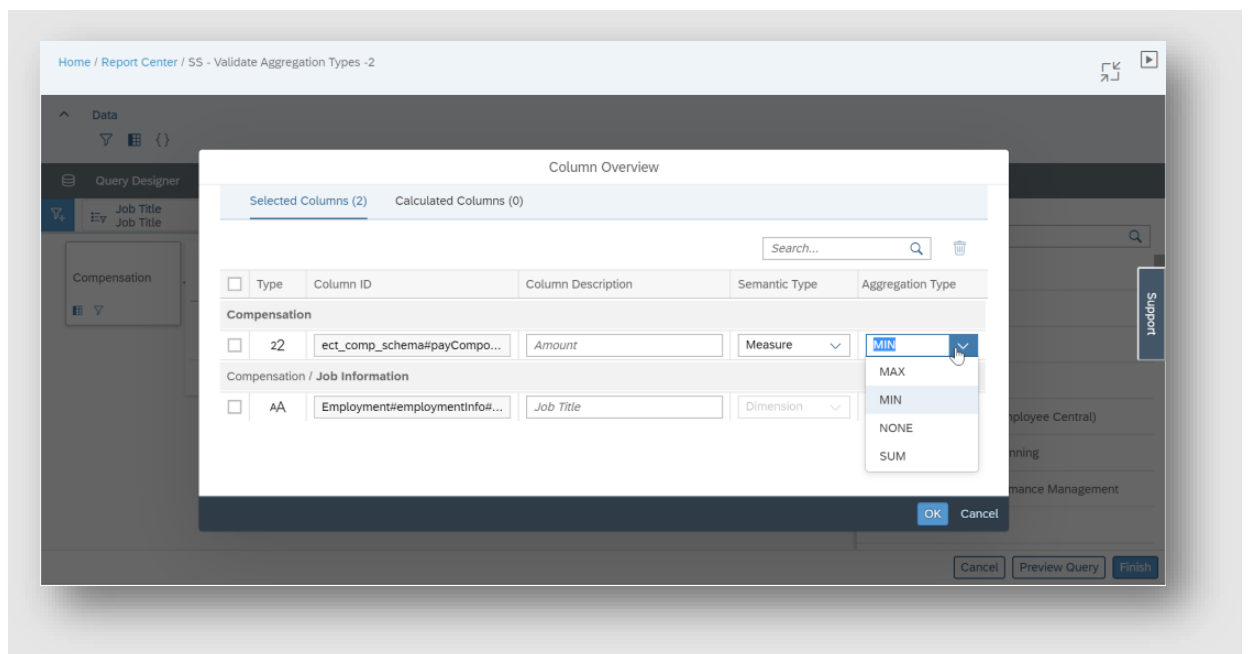 Home / Report Center / SS - Validate Aggregation Types -2
Data
Query Designer
Job Title
Job Title
Compensation
Column Overview
Selected Columns (2) Calculated Columns (0)
Search...
Type Column ID Column Description Semantic Type Aggregation Type
Compensation
22 ect_comp_schema#payCompo... Amount Measure MIN
MAX
Compensation / Job Information
MIN
AA Employment#employmentInfo#... Job Title Dimension
NONE
SUM
OK Cancel
Support
Employee Central)
Management
Cancel Preview Query Finish